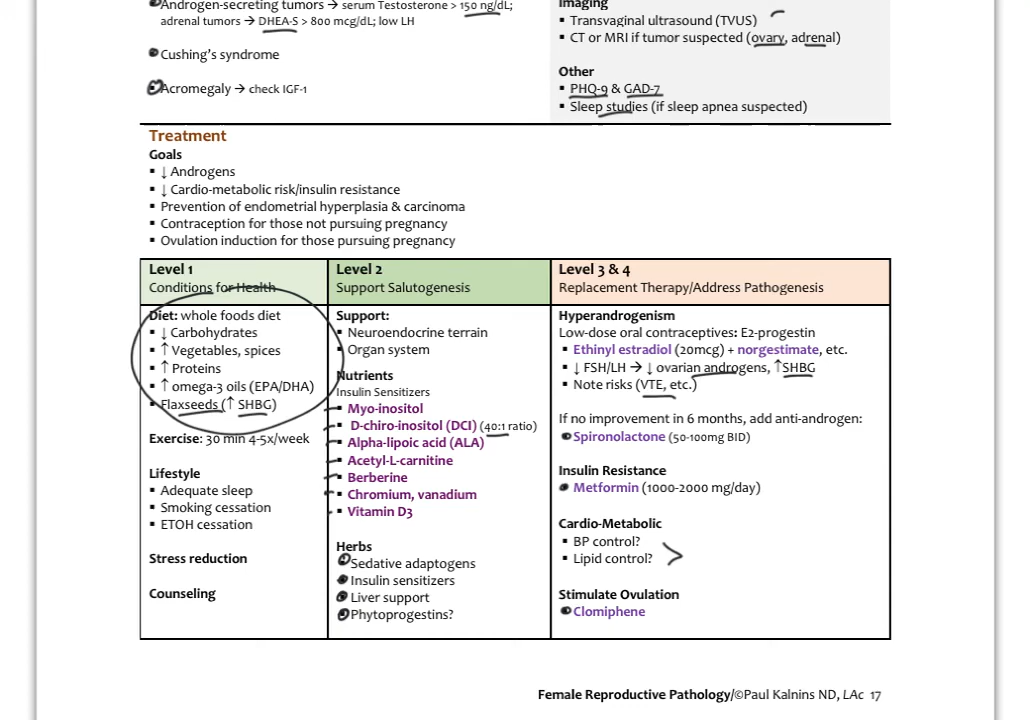 Androgen-secreting tumors → serum Testosterone > 150 ng/dL;
adrenal tumors → DHEA-S > 800 mcg/dL; low LH
Cushing's syndrome
Acromegaly → check IGF-1
Imaging
▪ Transvaginal ultrasound (TVUS)
▪ CT or MRI if tumor suspected (ovary, adrenal)
Other
▪ PHQ-9 & GAD-7
▪ Sleep studies (if sleep apnea suspected)
Treatment
Goals
▪ ↓ Androgens
▪ ↓ Cardio-metabolic risk/insulin resistance
▪ Prevention of endometrial hyperplasia & carcinoma
▪ Contraception for those not pursuing pregnancy
▪ Ovulation induction for those pursuing pregnancy
Level 1
Conditions for Health
Diet: whole foods diet
▪ ↓ Carbohydrates
▪ ↑ Vegetables, spices
▪ ↑ Proteins
▪ ↑ omega-3 oils (EPA/DHA)
▪ Flaxseeds (↑ SHBG)
Exercise: 30 min 4-5x/week
Lifestyle
▪ Adequate sleep
▪ Smoking cessation
▪ ETOH cessation
Stress reduction
Counseling
Level 2
Support Salutogenesis
Support:
▪ Neuroendocrine terrain
▪ Organ system
Nutrients
Insulin Sensitizers
▪ Myo-inositol
▪ D-chiro-inositol (DCI) (40:1 ratio)
▪ Alpha-lipoic acid (ALA)
▪ Acetyl-L-carnitine
▪ Berberine
▪ Chromium, vanadium
▪ Vitamin D3
Herbs
Sedative adaptogens
Insulin sensitizers
Liver support
Phytoprogestins?
Level 3 & 4
Replacement Therapy/Address Pathogenesis
Hyperandrogenism
Low-dose oral contraceptives: E2-progestin
▪ Ethinyl estradiol (20mcg) + norgestimate, etc.
▪ ↓ FSH/LH → ↓ ovarian androgens, ↑SHBG
▪ Note risks (VTE, etc.)
If no improvement in 6 months, add anti-androgen:
Spironolactone (50-100mg BID)
Insulin Resistance
Metformin (1000-2000 mg/day)
Cardio-Metabolic
▪ BP control?
▪ Lipid control?
Stimulate Ovulation
Clomiphene
Female Reproductive Pathology/©Paul Kalnins ND, LAc 17